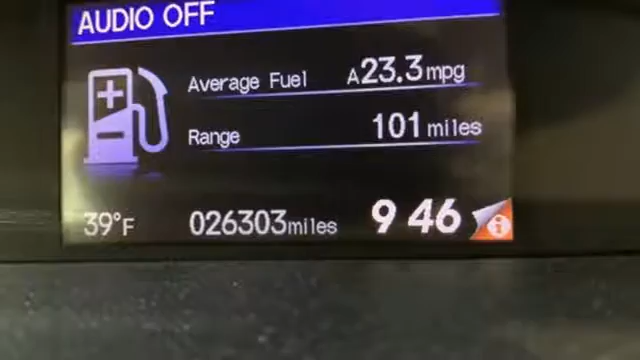 AUDIO OFF
Average Fuel A23.3mpg
Range 101 miles
39°F 026303miles 9 46 i